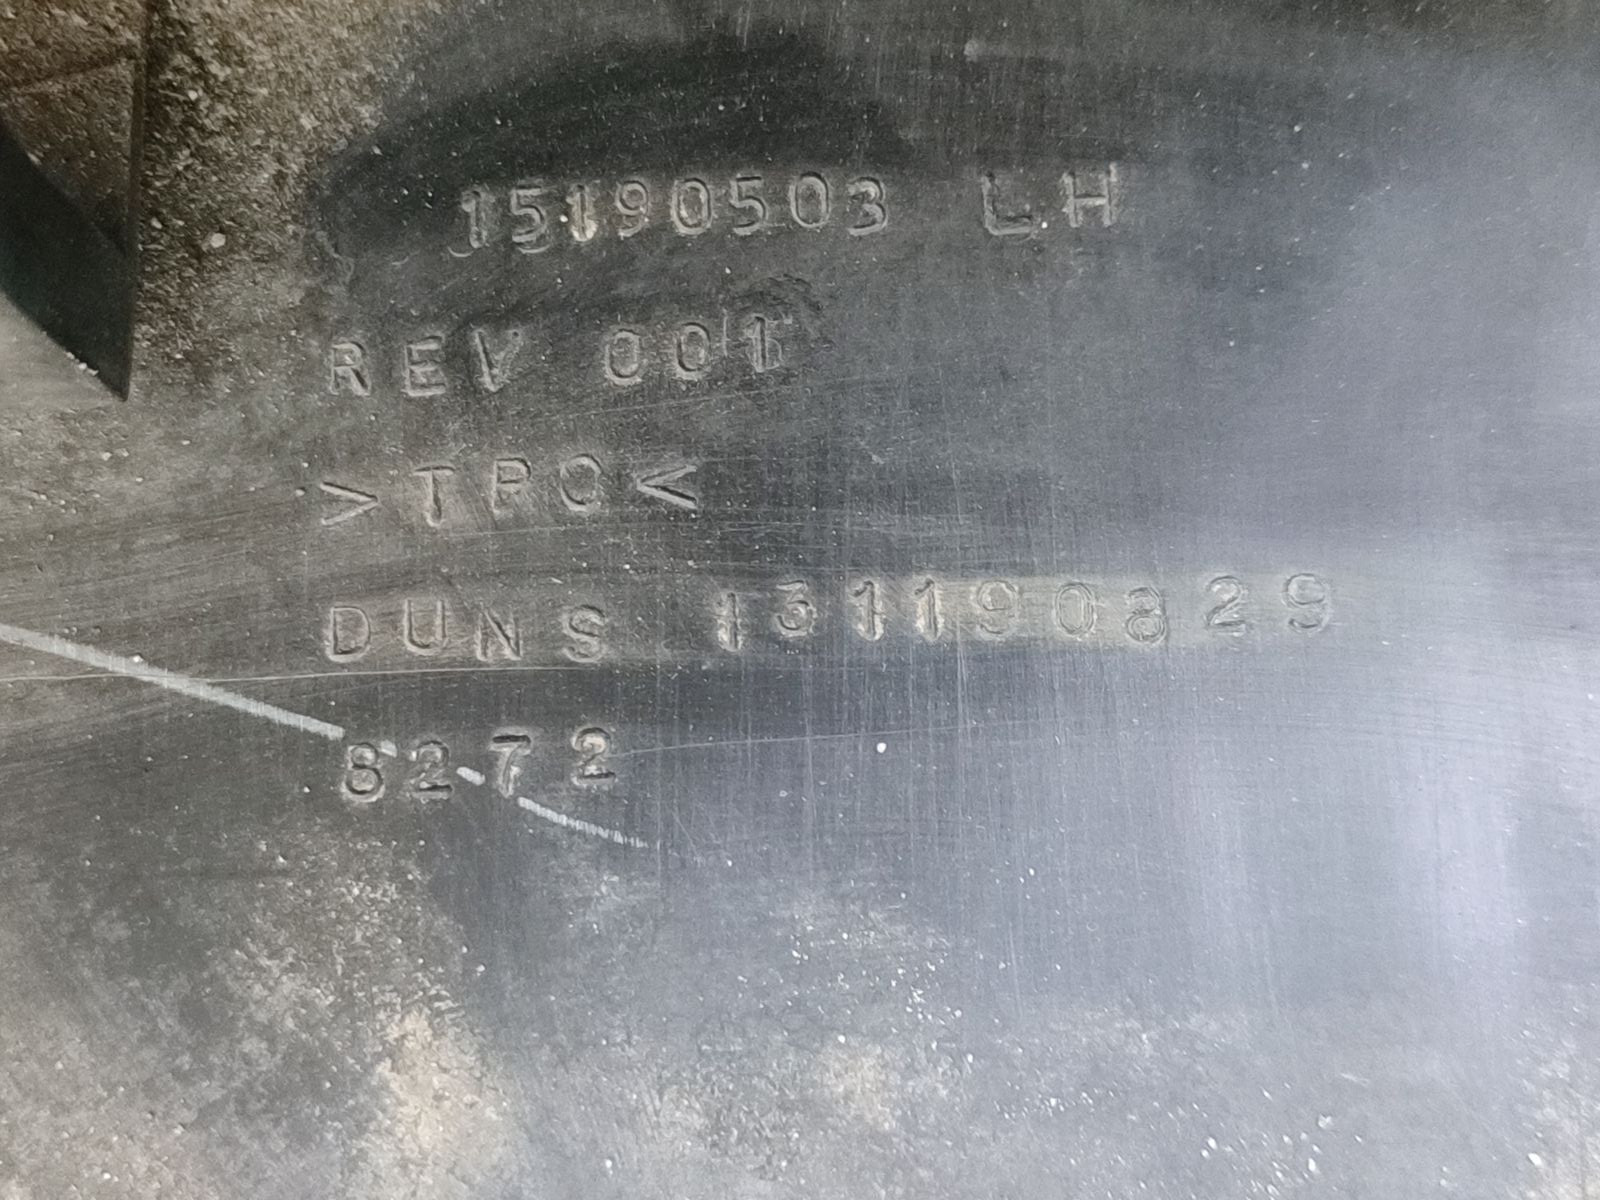 15190503 LH
REV 001
>TPO<
DUNS 131190829
8272